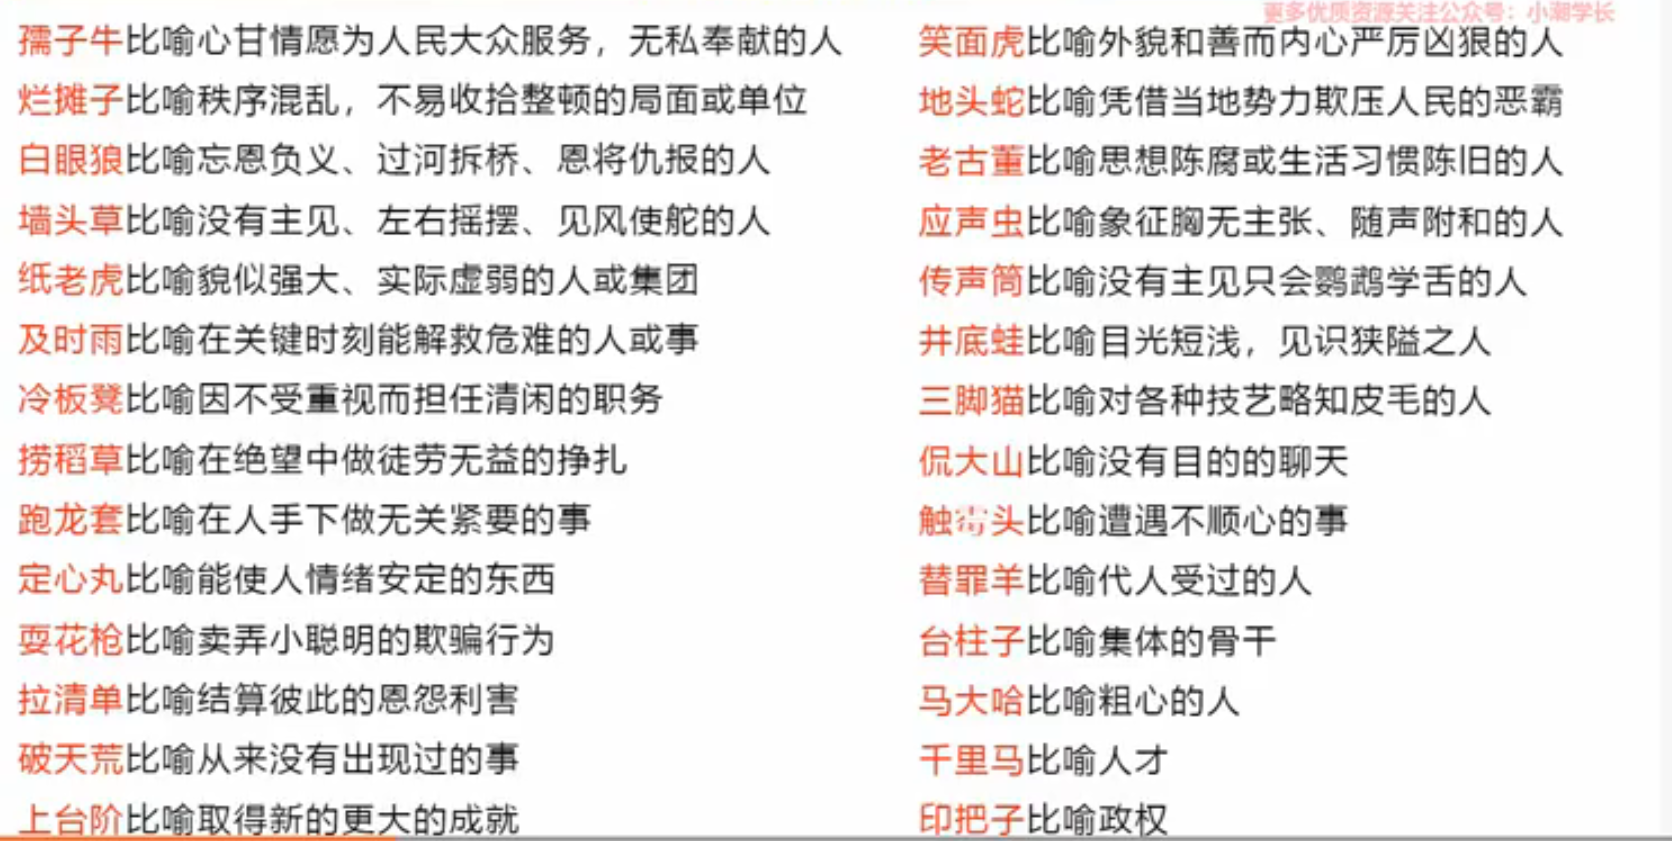 更多优质资源关注公众号：小潮学长
孺子牛比喻心甘情愿为人民大众服务，无私奉献的人
烂摊子比喻秩序混乱，不易收拾整顿的局面或单位
白眼狼比喻忘恩负义、过河拆桥、恩将仇报的人
墙头草比喻没有主见、左右摇摆、见风使舵的人
纸老虎比喻貌似强大、实际虚弱的人或集团
及时雨比喻在关键时刻能解救危难的人或事
冷板凳比喻因不受重视而担任清闲的职务
捞稻草比喻在绝望中做徒劳无益的挣扎
跑龙套比喻在人手下做无关紧要的事
定心丸比喻能使人情绪安定的东西
耍花枪比喻卖弄小聪明的欺骗行为
拉清单比喻结算彼此的恩怨利害
破天荒比喻从来没有出现过的事
上台阶比喻取得新的更大的成就
笑面虎比喻外貌和善而内心严厉凶狠的人
地头蛇比喻凭借当地势力欺压人民的恶霸
老古董比喻思想陈腐或生活习惯陈旧的人
应声虫比喻象征胸无主张、随声附和的人
传声筒比喻没有主见只会鹦鹉学舌的人
井底蛙比喻目光短浅，见识狭隘之人
三脚猫比喻对各种技艺略知皮毛的人
侃大山比喻没有目的的聊天
触头比喻遭遇不顺心的事
替罪羊比喻代人受过的人
台柱子比喻集体的骨干
马大哈比喻粗心的人
千里马比喻人才
印把子比喻政权